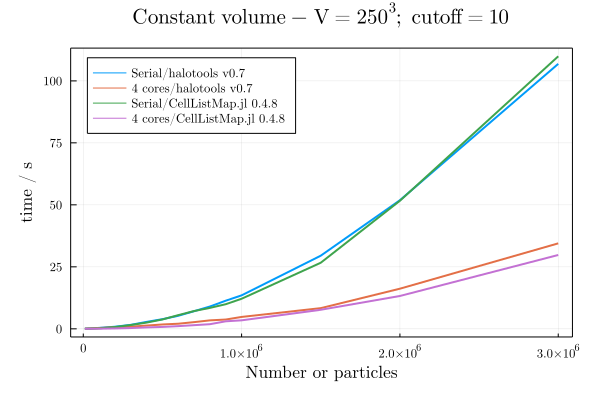 Constant volume – V = 250³; cutoff = 10
Serial/halotools v0.7
4 cores/halotools v0.7
Serial/CellListMap.jl 0.4.8
4 cores/CellListMap.jl 0.4.8
100
75
50
25
0
time / s
0
1.0×10⁶
2.0×10⁶
3.0×10⁶
Number or particles